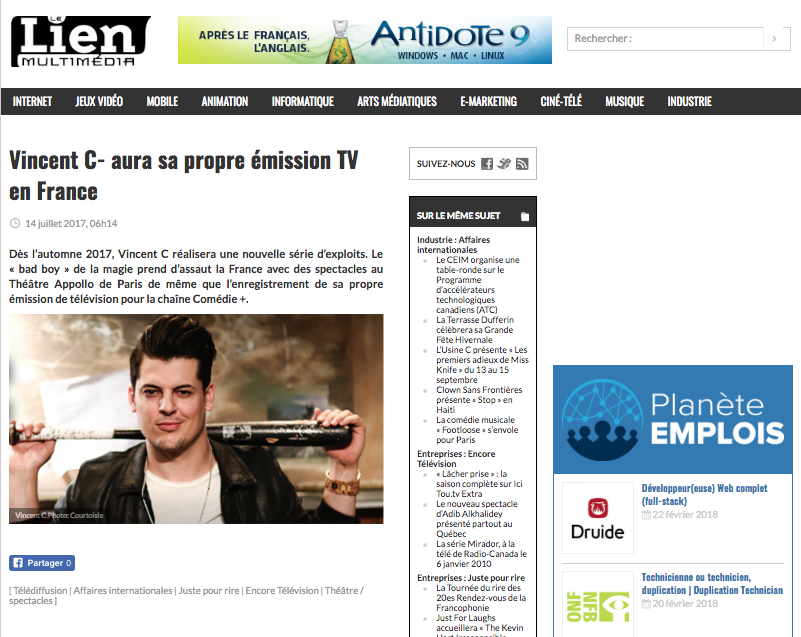 LE
Lien
MULTIMÉDIA
APRÈS LE FRANÇAIS,
L'ANGLAIS.
ANTIDOTE 9
WINDOWS • MAC • LINUX
Rechercher :
INTERNET JEUX VIDÉO MOBILE ANIMATION INFORMATIQUE ARTS MÉDIATIQUES E-MARKETING CINÉ-TÉLÉ MUSIQUE INDUSTRIE
Vincent C- aura sa propre émission TV
en France
14 juillet 2017, 06h14
Dès l'automne 2017, Vincent C réalisera une nouvelle série d'exploits. Le
« bad boy » de la magie prend d'assaut la France avec des spectacles au
Théâtre Appollo de Paris de même que l'enregistrement de sa propre
émission de télévision pour la chaîne Comédie +.
Vincent C.Photo: Courtoisie
Partager 0
[ Télédiffusion | Affaires internationales | Juste pour rire | Encore Télévision | Théâtre /
spectacles ]
SUIVEZ-NOUS
SUR LE MÊME SUJET
Industrie : Affaires
internationales
Le CEIM organise une
table-ronde sur le
Programme
d'accélérateurs
technologiques
canadiens (ATC)
La Terrasse Dufferin
célèbrera sa Grande
Fête Hivernale
L'Usine C présente « Les
premiers adieux de Miss
Knife » du 13 au 15
septembre
Clown Sans Frontières
présente « Stop » en
Haïti
La comédie musicale
« Footloose » s'envole
pour Paris
Entreprises : Encore
Télévision
« Lâcher prise » : la
saison complète sur Ici
Tou.tv Extra
Le nouveau spectacle
d'Adib Alkhalidey
présenté partout au
Québec
La série Mirador, à la
télé de Radio-Canada le
6 janvier 2010
Entreprises : Juste pour rire
La Tournée du rire des
20es Rendez-vous de la
Francophonie
Just For Laughs
accueillera « The Kevin
Planète
EMPLOIS
Druide
Développeur(euse) Web complet
(full-stack)
22 février 2018
ONF
NFB
Technicienne ou technicien,
duplication | Duplication Technician
20 février 2018